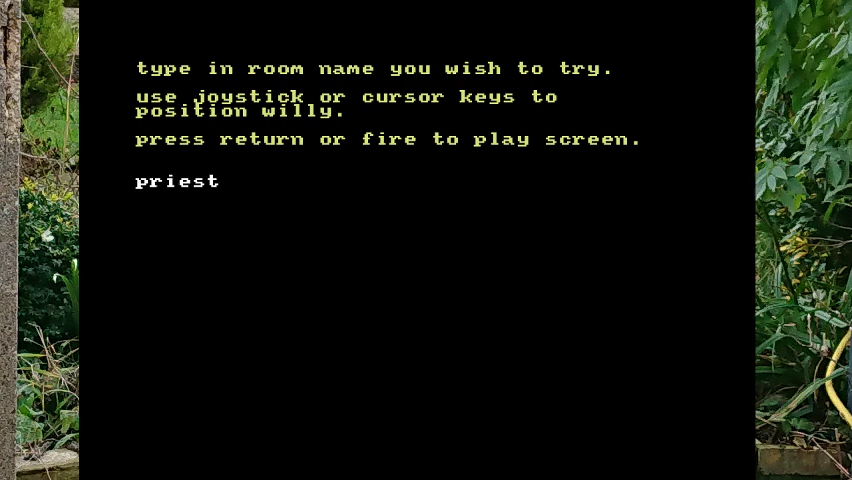 type in room name you wish to try.
use joystick or cursor keys to
position willy.
press return or fire to play screen.
priest